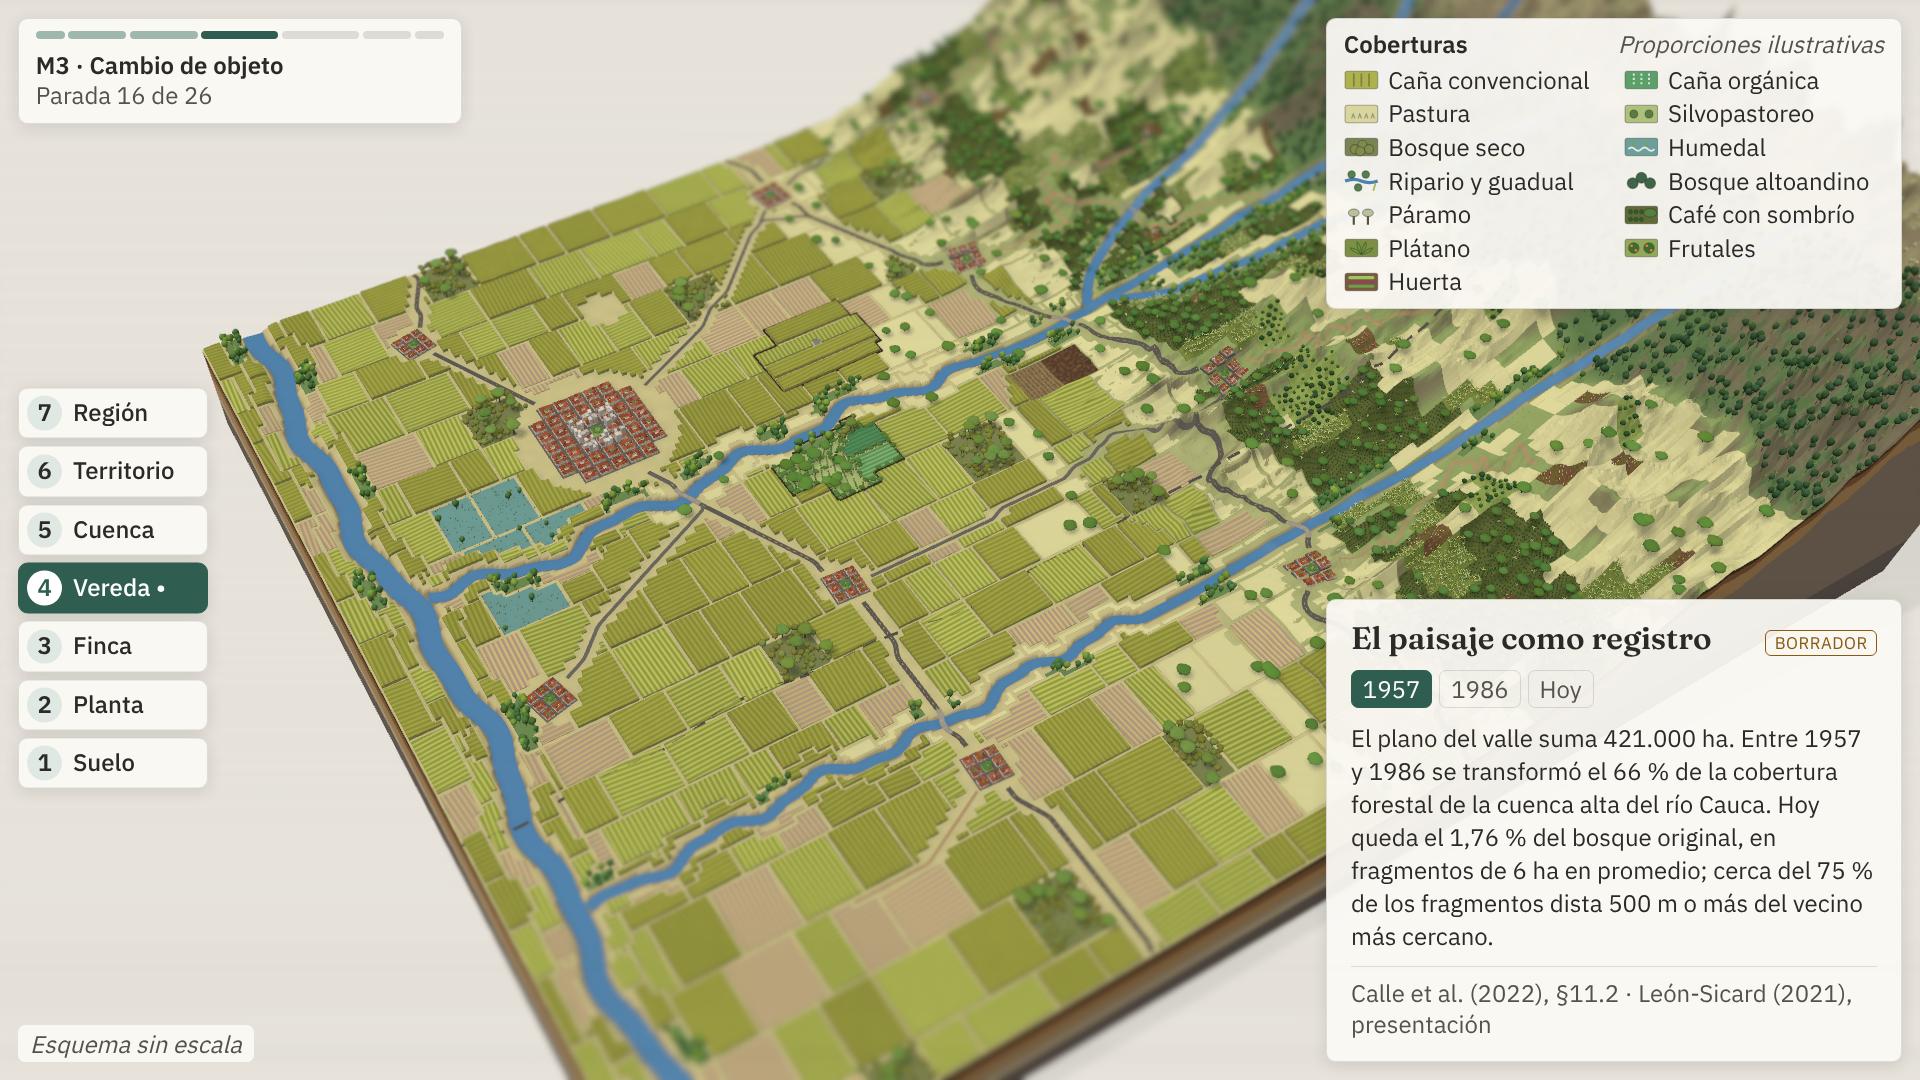 M3 · Cambio de objeto
Parada 16 de 26
Coberturas
Proporciones ilustrativas
Caña convencional
Caña orgánica
Pastura
Silvopastoreo
Bosque seco
Humedal
Ripario y guadual
Bosque altoandino
Páramo
Café con sombrío
Plátano
Frutales
Huerta
7 Región
6 Territorio
5 Cuenca
4 Vereda •
3 Finca
2 Planta
1 Suelo
El paisaje como registro
BORRADOR
1957 1986 Hoy
El plano del valle suma 421.000 ha. Entre 1957
y 1986 se transformó el 66 % de la cobertura
forestal de la cuenca alta del río Cauca. Hoy
queda el 1,76 % del bosque original, en
fragmentos de 6 ha en promedio; cerca del 75 %
de los fragmentos dista 500 m o más del vecino
más cercano.
Calle et al. (2022), §11.2 · León-Sicard (2021),
presentación
Esquema sin escala